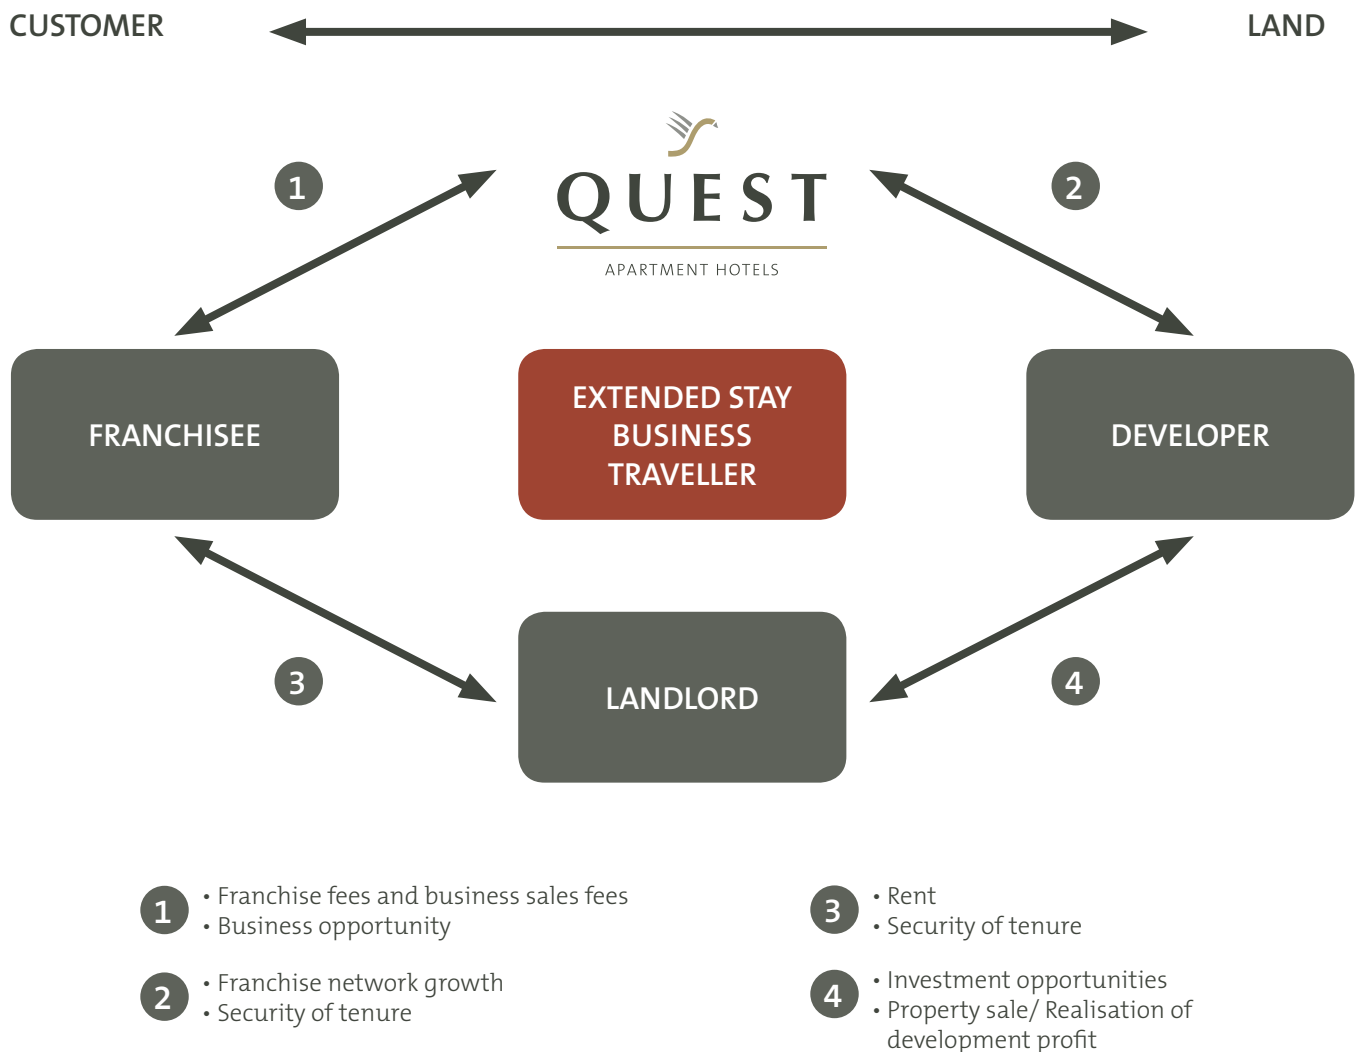 CUSTOMER
LAND
1
2
QUEST
APARTMENT HOTELS
FRANCHISEE
EXTENDED STAY
BUSINESS
TRAVELLER
DEVELOPER
3
LANDLORD
4
1
• Franchise fees and business sales fees
• Business opportunity
2
• Franchise network growth
• Security of tenure
3
• Rent
• Security of tenure
4
• Investment opportunities
• Property sale/ Realisation of
development profit